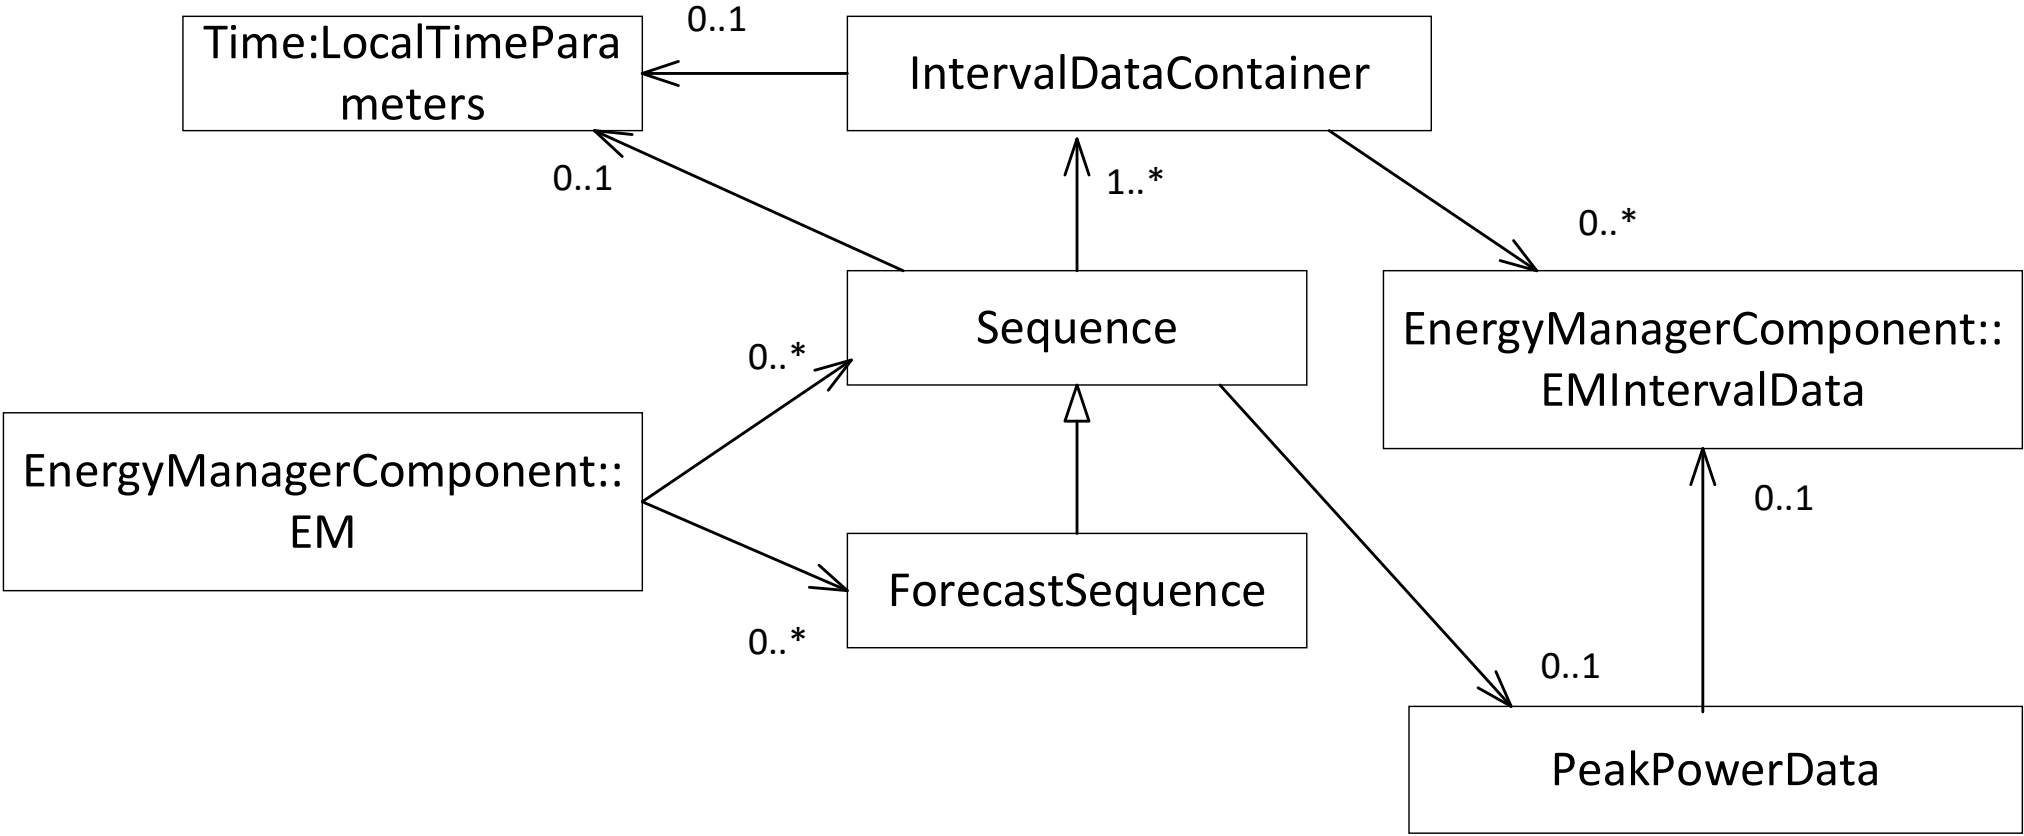 0..1
Time:LocalTimePara
meters
IntervalDataContainer
0..1
1..*
0..*
Sequence
EnergyManagerComponent::
EMIntervalData
0..*
EnergyManagerComponent::
EM
0..1
ForecastSequence
0..*
0..1
PeakPowerData